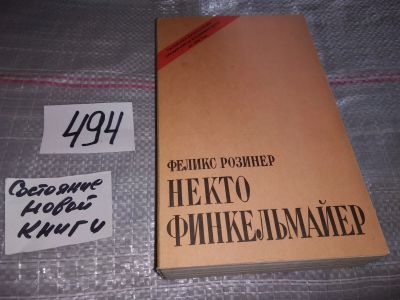 494
Состояние
новой
книги
ФЕЛИКС РОЗИНЕР
НЕКТО
ФИНКЕЛЬМАЙЕР